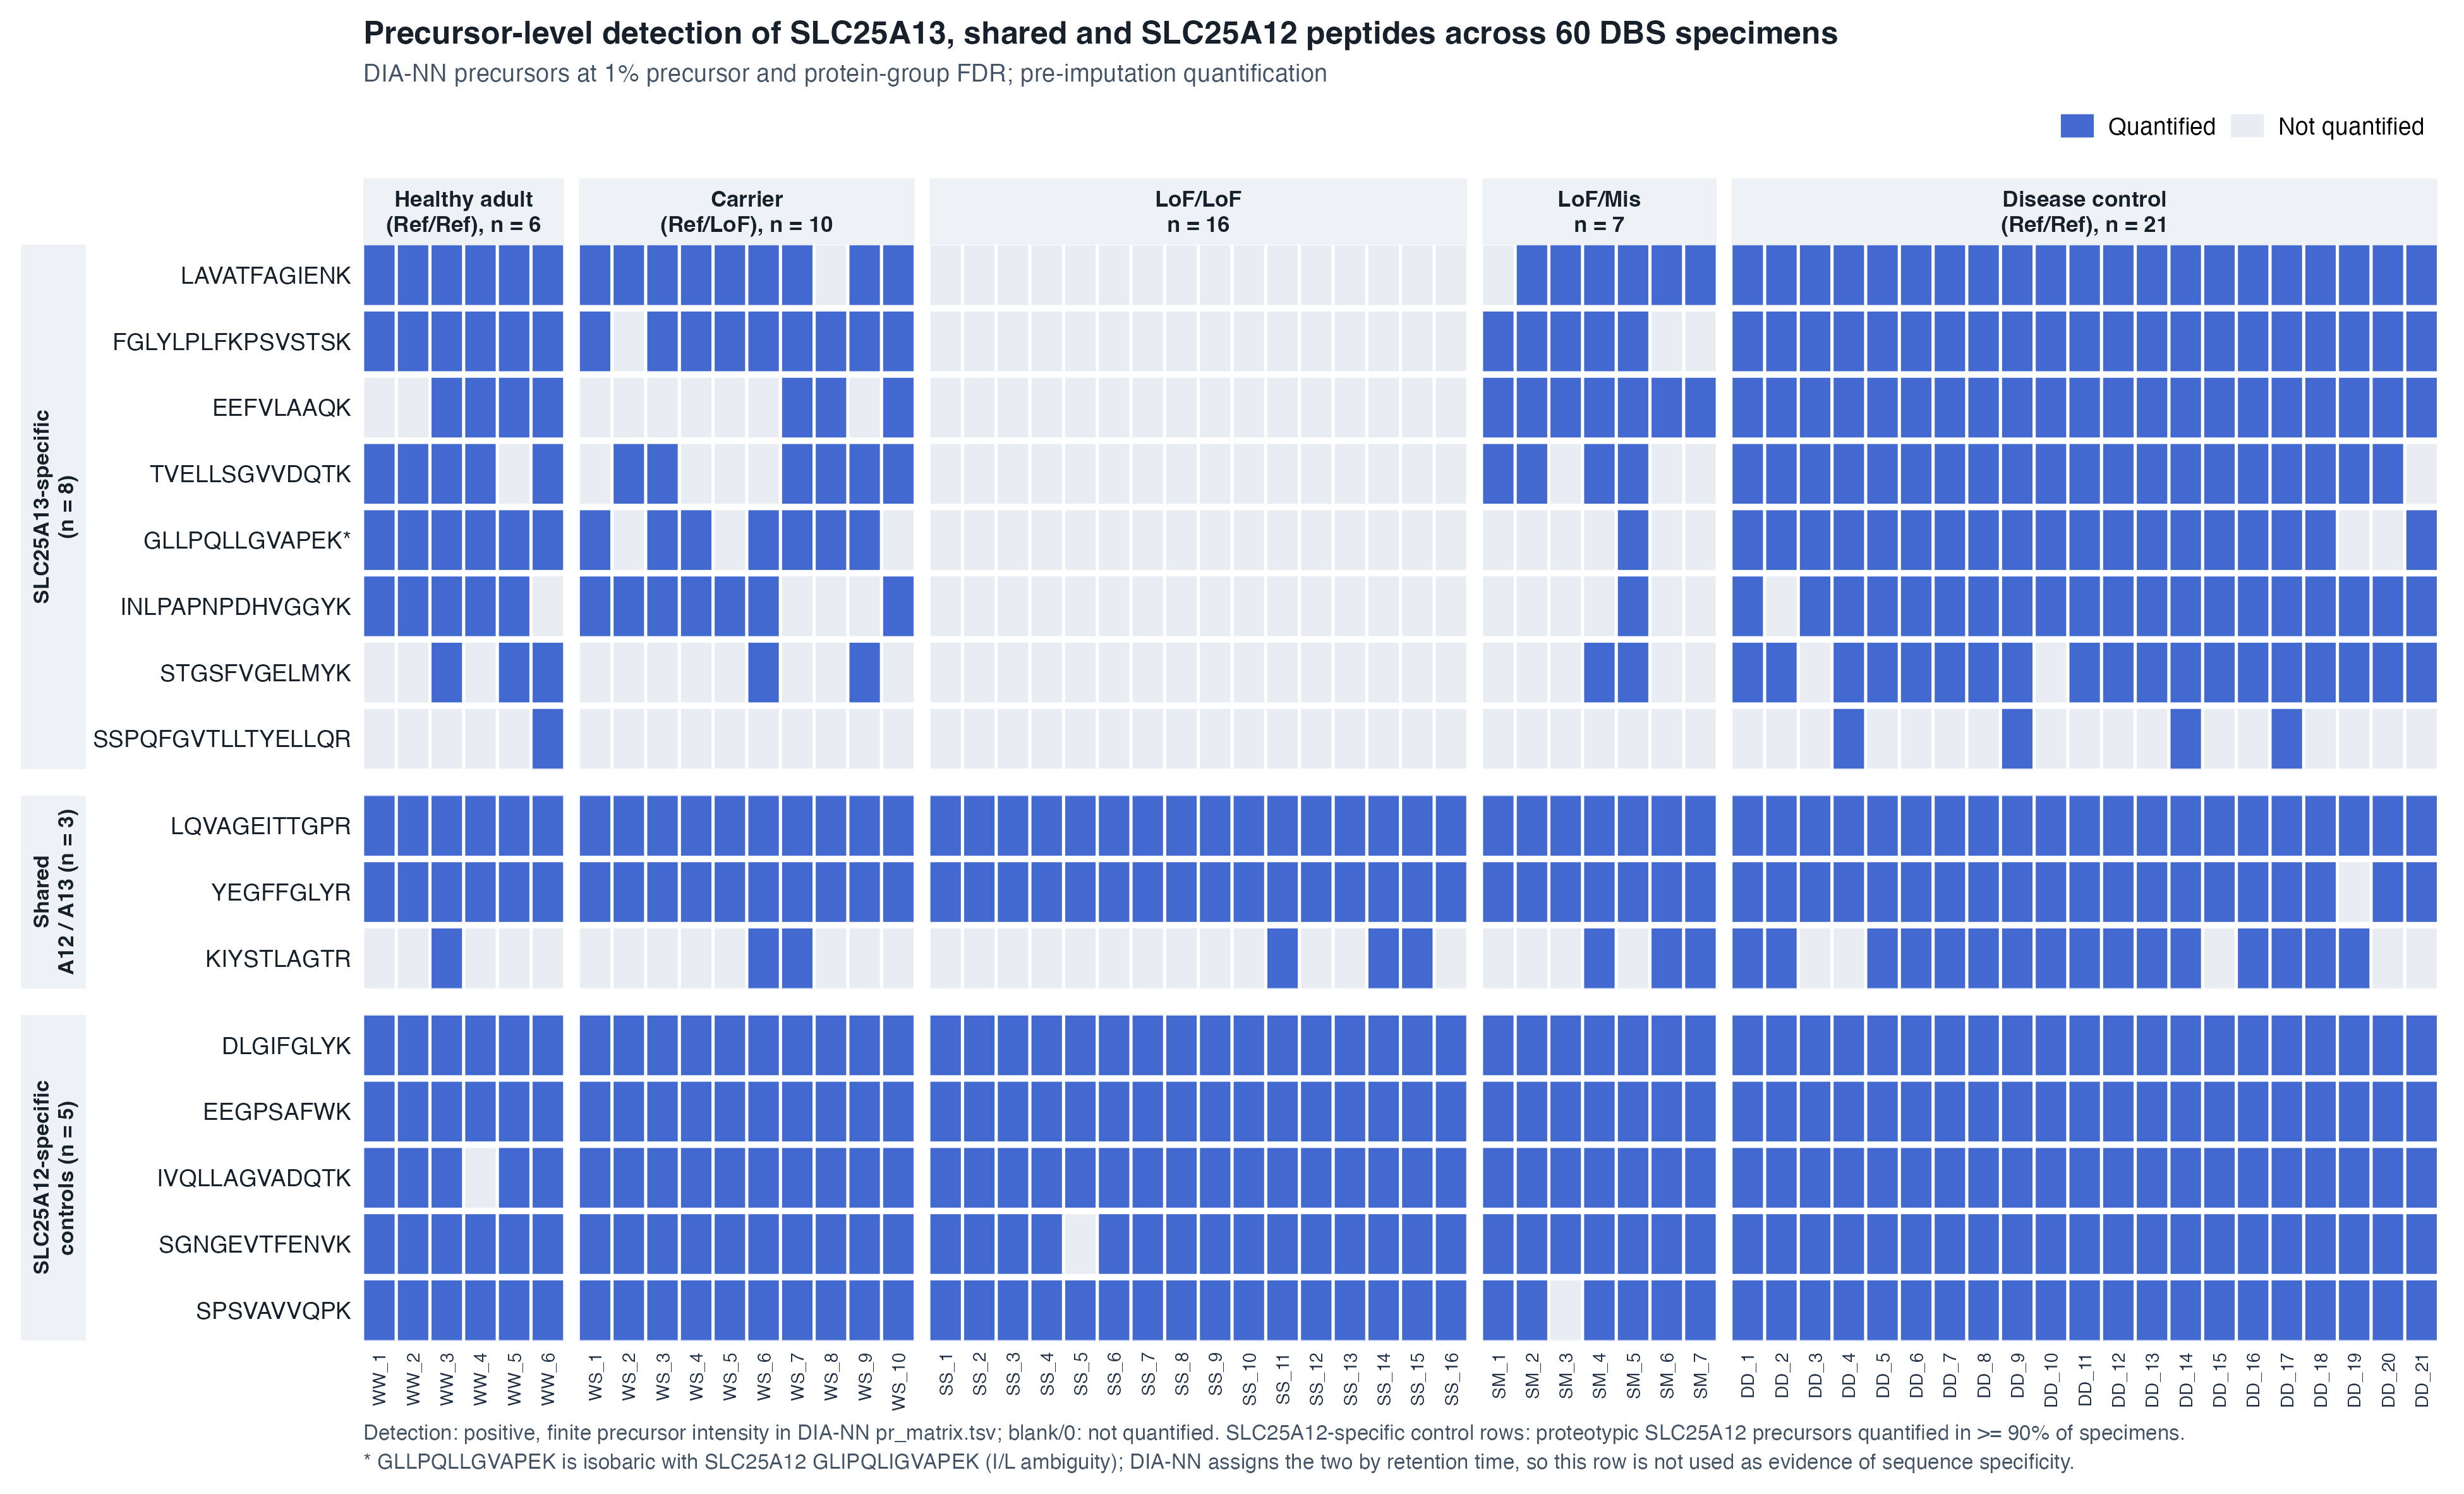 Precursor-level detection of SLC25A13, shared and SLC25A12 peptides across 60 DBS specimens
DIA-NN precursors at 1% precursor and protein-group FDR; pre-imputation quantification
Quantified
Not quantified
Healthy adult
(Ref/Ref), n = 6
Carrier
(Ref/LoF), n = 10
LoF/LoF
n = 16
LoF/Mis
n = 7
Disease control
(Ref/Ref), n = 21
SLC25A13-specific
(n = 8)
LAVATFAGIENK
FGLYLPLFKPSVSTSK
EEFVLAAQK
TVELLSGVVDQTK
GLLPQLLGVAPEK*
INLPAPNPDHVGGYK
STGSFVGELMYK
SSPQFGVTLLTYELLQR
Shared
A12 / A13 (n = 3)
LQVAGEITTGPR
YEGFFGLYR
KIYSTLAGTR
SLC25A12-specific
controls (n = 5)
DLGIFGLYK
EEGPSAFWK
IVQLLAGVADQTK
SGNGEVTFENVK
SPSVAVVQPK
WW_1
WW_2
WW_3
WW_4
WW_5
WW_6
WS_1
WS_2
WS_3
WS_4
WS_5
WS_6
WS_7
WS_8
WS_9
WS_10
SS_1
SS_2
SS_3
SS_4
SS_5
SS_6
SS_7
SS_8
SS_9
SS_10
SS_11
SS_12
SS_13
SS_14
SS_15
SS_16
SM_1
SM_2
SM_3
SM_4
SM_5
SM_6
SM_7
DD_1
DD_2
DD_3
DD_4
DD_5
DD_6
DD_7
DD_8
DD_9
DD_10
DD_11
DD_12
DD_13
DD_14
DD_15
DD_16
DD_17
DD_18
DD_19
DD_20
DD_21
Detection: positive, finite precursor intensity in DIA-NN pr_matrix.tsv; blank/0: not quantified. SLC25A12-specific control rows: proteotypic SLC25A12 precursors quantified in >= 90% of specimens.
* GLLPQLLGVAPEK is isobaric with SLC25A12 GLIPQLIGVAPEK (I/L ambiguity); DIA-NN assigns the two by retention time, so this row is not used as evidence of sequence specificity.